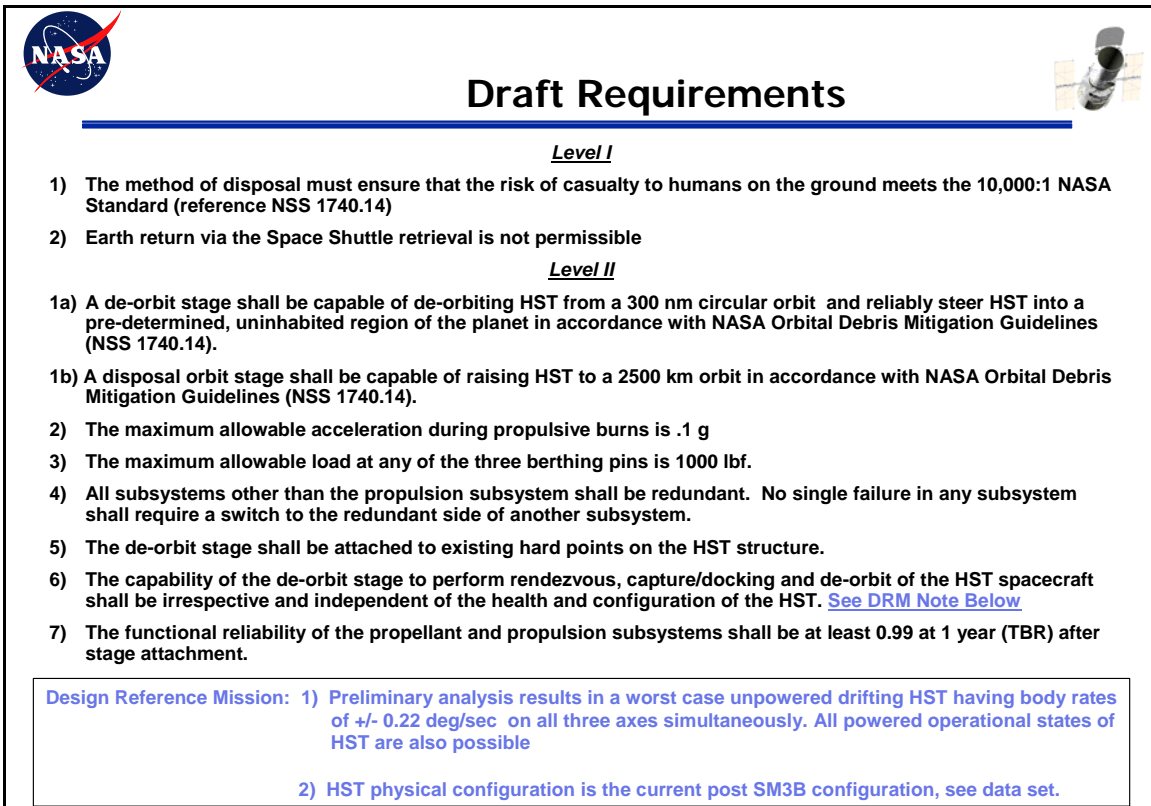 NASA
Draft Requirements
Level I
1) The method of disposal must ensure that the risk of casualty to humans on the ground meets the 10,000:1 NASA
Standard (reference NSS 1740.14)
2) Earth return via the Space Shuttle retrieval is not permissible
Level II
1a) A de-orbit stage shall be capable of de-orbiting HST from a 300 nm circular orbit and reliably steer HST into a
pre-determined, uninhabited region of the planet in accordance with NASA Orbital Debris Mitigation Guidelines
(NSS 1740.14).
1b) A disposal orbit stage shall be capable of raising HST to a 2500 km orbit in accordance with NASA Orbital Debris
Mitigation Guidelines (NSS 1740.14).
2) The maximum allowable acceleration during propulsive burns is .1 g
3) The maximum allowable load at any of the three berthing pins is 1000 lbf.
4) All subsystems other than the propulsion subsystem shall be redundant. No single failure in any subsystem
shall require a switch to the redundant side of another subsystem.
5) The de-orbit stage shall be attached to existing hard points on the HST structure.
6) The capability of the de-orbit stage to perform rendezvous, capture/docking and de-orbit of the HST spacecraft
shall be irrespective and independent of the health and configuration of the HST. See DRM Note Below
7) The functional reliability of the propellant and propulsion subsystems shall be at least 0.99 at 1 year (TBR) after
stage attachment.
Design Reference Mission: 1) Preliminary analysis results in a worst case unpowered drifting HST having body rates
of +/- 0.22 deg/sec on all three axes simultaneously. All powered operational states of
HST are also possible
2) HST physical configuration is the current post SM3B configuration, see data set.